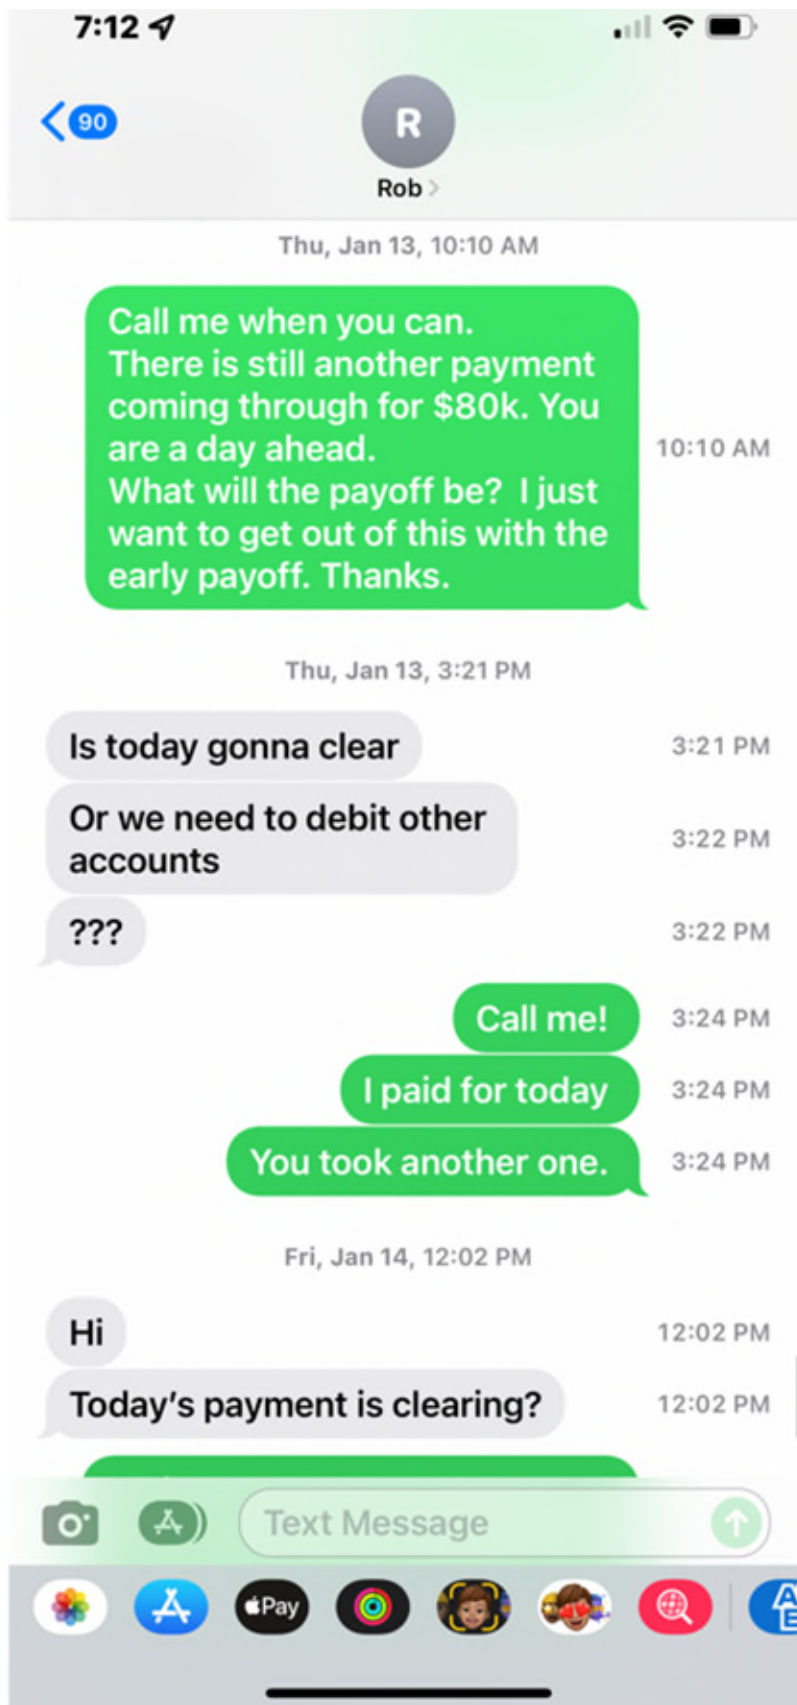 7:12
90
R
Rob
Thu, Jan 13, 10:10 AM
Call me when you can.
There is still another payment
coming through for $80k. You
are a day ahead.
10:10 AM
What will the payoff be? I just
want to get out of this with the
early payoff. Thanks.
Thu, Jan 13, 3:21 PM
Is today gonna clear
3:21 PM
Or we need to debit other
accounts
3:22 PM
???
3:22 PM
Call me!
3:24 PM
I paid for today
3:24 PM
You took another one.
3:24 PM
Fri, Jan 14, 12:02 PM
Hi
12:02 PM
Today's payment is clearing?
12:02 PM
Text Message
Pay